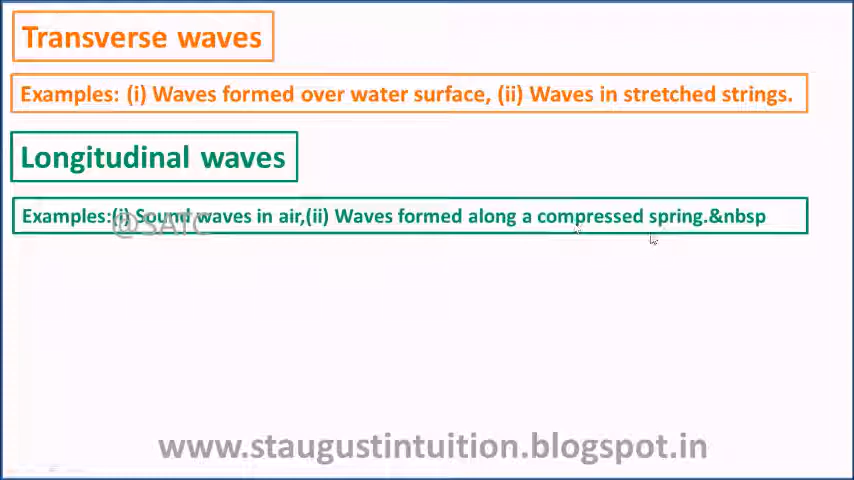 Transverse waves
Examples: (i) Waves formed over water surface, (ii) Waves in stretched strings.
Longitudinal waves
Examples:(i) Sound waves in air,(ii) Waves formed along a compressed spring.&nbsp
@SATC
www.staugustintuition.blogspot.in